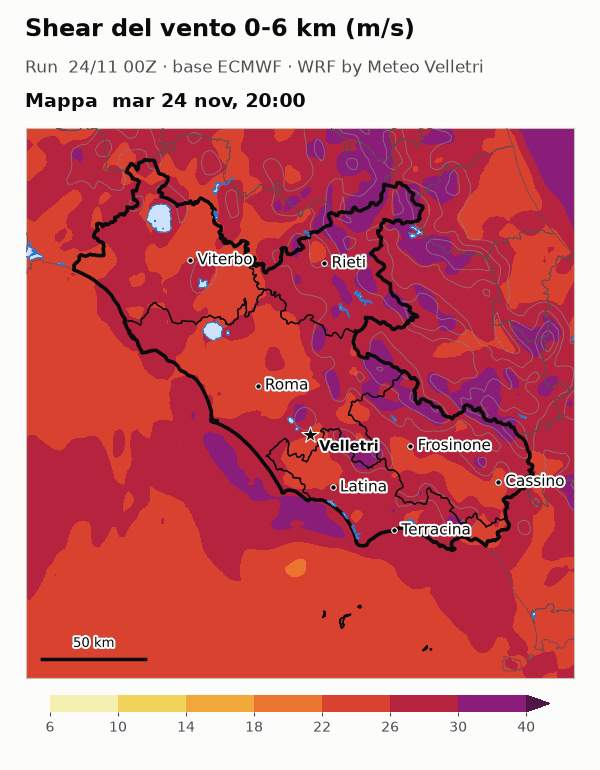 Shear del vento 0-6 km (m/s)
Run  24/11 00Z · base ECMWF · WRF by Meteo Velletri
Mappa  mar 24 nov, 20:00
Viterbo
Rieti
Roma
Velletri
Frosinone
Latina
Cassino
Terracina
50 km
6 10 14 18 22 26 30 40